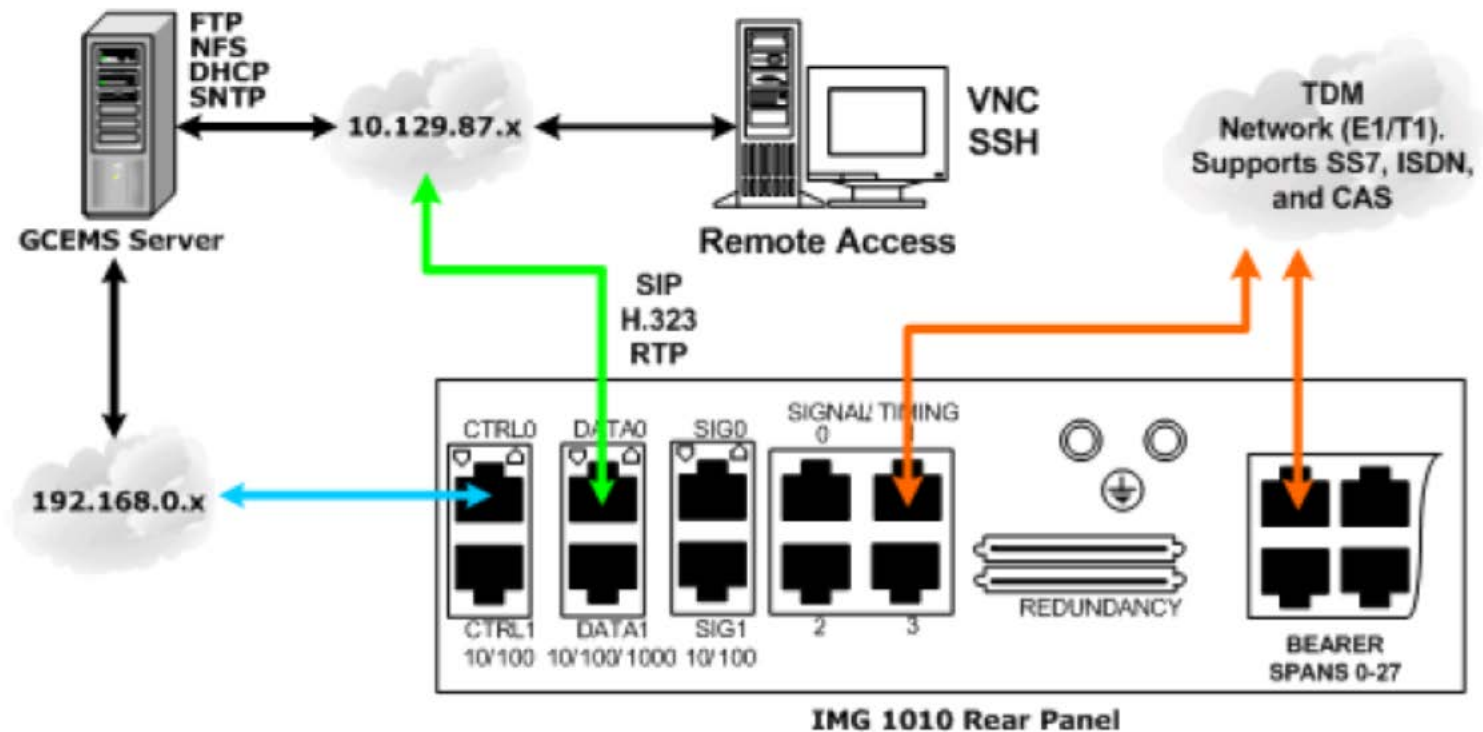 FTP
NFS
DHCP
SNTP
GCEMS Server
10.129.87.x
VNC
SSH
Remote Access
TDM
Network (E1/T1).
Supports SS7, ISDN,
and CAS
SIP
H.323
RTP
192.168.0.x
CTRL0
DATA0
SIG0
SIGNAL/ TIMING
0
1
CTRL1
10/100
DATA1
10/100/1000
SIG1
10/100
2
3
REDUNDANCY
BEARER
SPANS 0-27
IMG 1010 Rear Panel